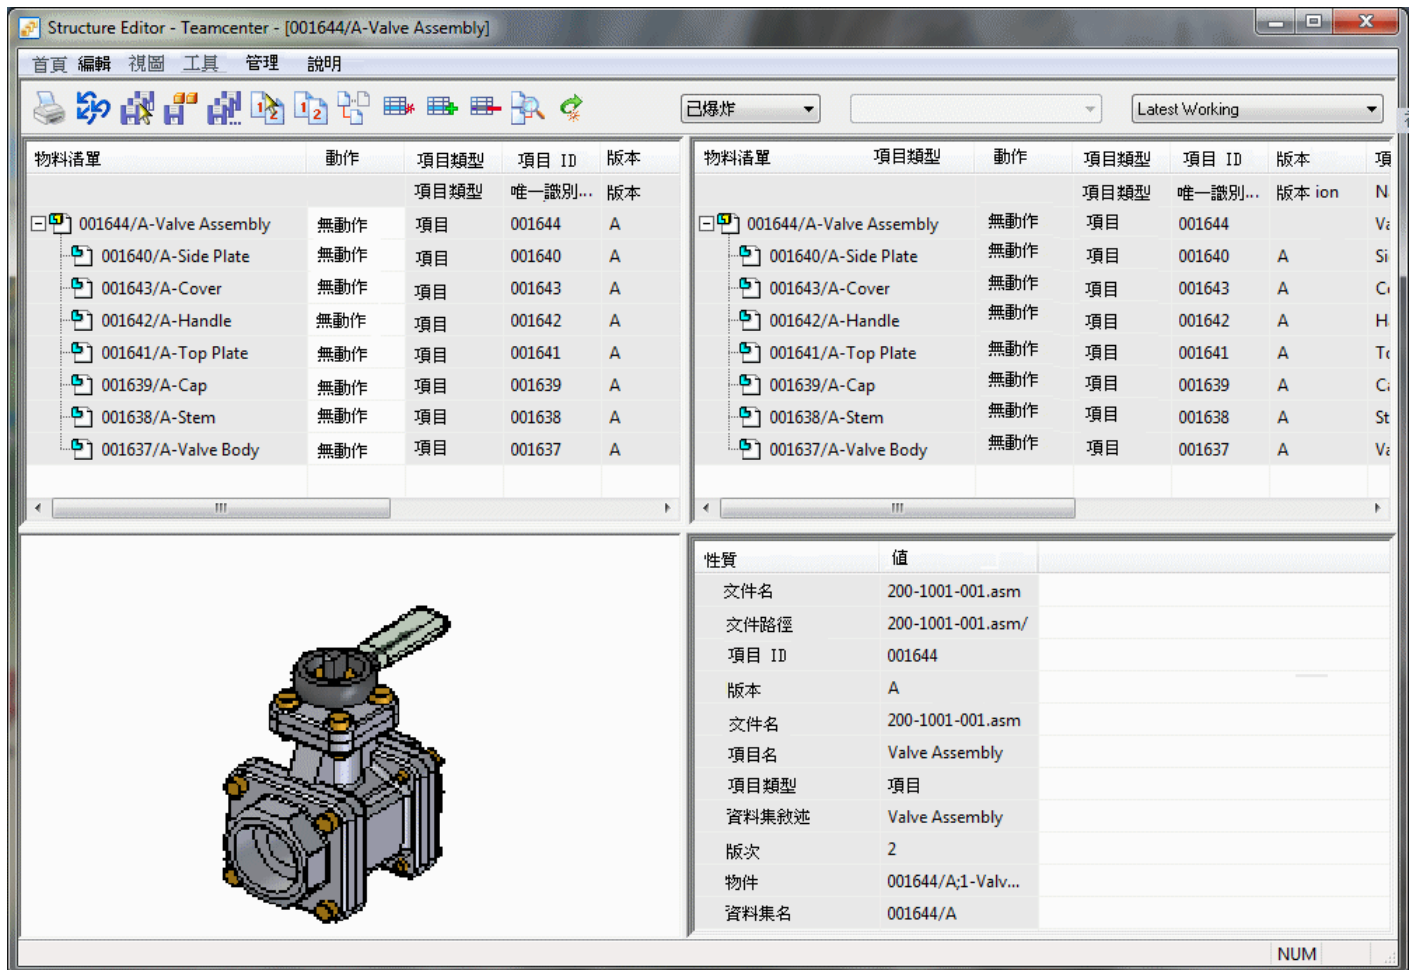 Structure Editor - Teamcenter - [001644/A-Valve Assembly]
首頁 編輯 視圖 工具 管理 說明
已爆炸 Latest Working
物料清單 動作 項目類型 項目 ID 版本
項目類型 唯一識別... 版本
001644/A-Valve Assembly 無動作 項目 001644 A
001640/A-Side Plate 無動作 項目 001640 A
001643/A-Cover 無動作 項目 001643 A
001642/A-Handle 無動作 項目 001642 A
001641/A-Top Plate 無動作 項目 001641 A
001639/A-Cap 無動作 項目 001639 A
001638/A-Stem 無動作 項目 001638 A
001637/A-Valve Body 無動作 項目 001637 A
物料清單 項目類型 動作 項目類型 項目 ID 版本 項
項目類型 唯一識別... 版本 ion N
001644/A-Valve Assembly 無動作 項目 001644 Va
001640/A-Side Plate 無動作 項目 001640 A Si
001643/A-Cover 無動作 項目 001643 A C
001642/A-Handle 無動作 項目 001642 A H
001641/A-Top Plate 無動作 項目 001641 A To
001639/A-Cap 無動作 項目 001639 A Ca
001638/A-Stem 無動作 項目 001638 A St
001637/A-Valve Body 無動作 項目 001637 A Va
性質 值
文件名 200-1001-001.asm
文件路徑 200-1001-001.asm/
項目 ID 001644
版本 A
文件名 200-1001-001.asm
項目名 Valve Assembly
項目類型 項目
資料集敘述 Valve Assembly
版次 2
物件 001644/A;1-Valv...
資料集名 001644/A
NUM